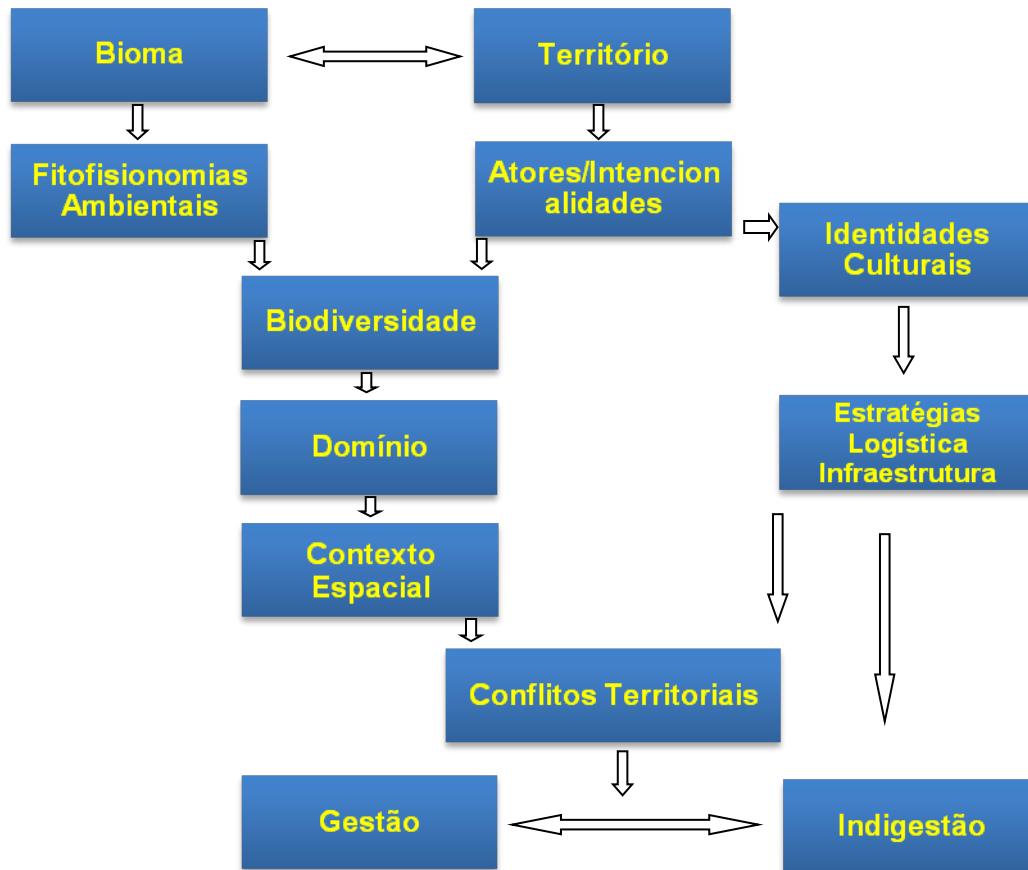 Bioma
Território
Fitofisionomias
Ambientais
Atores/Intencion
alidades
Identidades
Culturais
Biodiversidade
Estratégias
Logística
Infraestrutura
Domínio
Contexto
Espacial
Conflitos Territoriais
Gestão
Indigestão